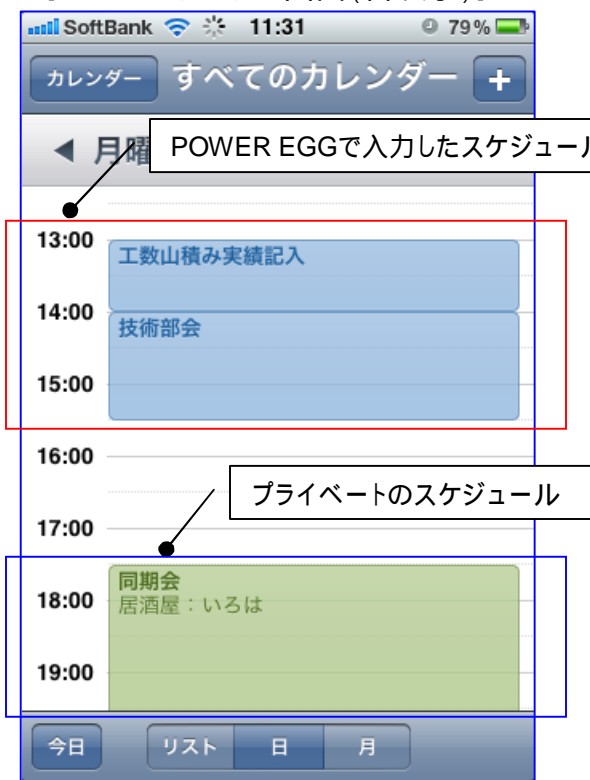 SoftBank 11:31 79%
カレンダー すべてのカレンダー +
月曜
POWER EGGで入力したスケジュール
13:00
工数山積み実績記入
14:00
技術部会
15:00
16:00
プライベートのスケジュール
17:00
同期会
18:00
居酒屋:いろは
19:00
今日 リスト 日 月